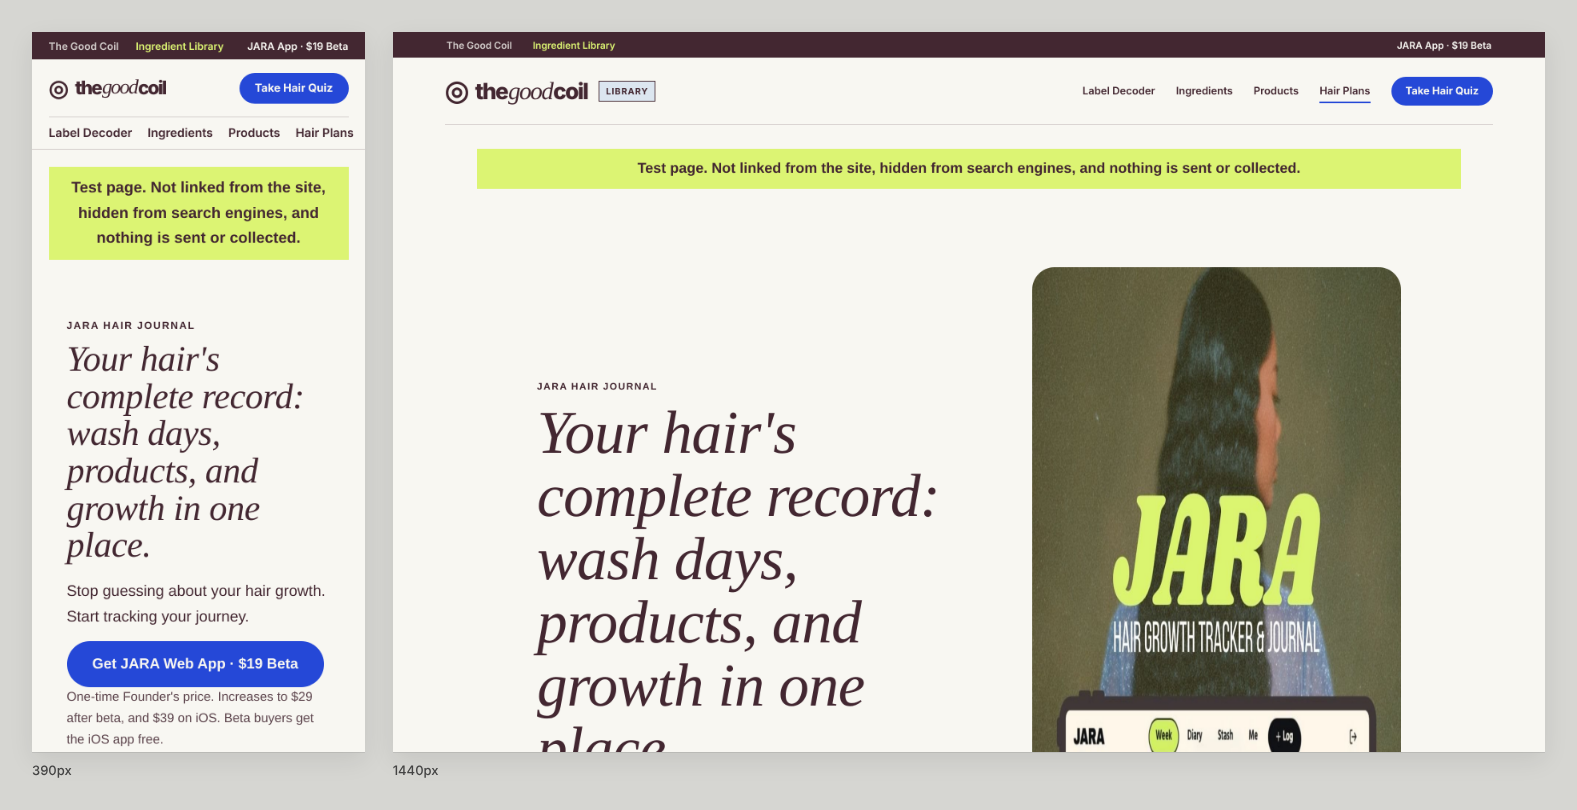 The Good Coil Ingredient Library JARA App · $19 Beta
thegoodcoil Take Hair Quiz
Label Decoder Ingredients Products Hair Plans
Test page. Not linked from the site,
hidden from search engines, and
nothing is sent or collected.
JARA HAIR JOURNAL
Your hair's
complete record:
wash days,
products, and
growth in one
place.
Stop guessing about your hair growth.
Start tracking your journey.
Get JARA Web App · $19 Beta
One-time Founder's price. Increases to $29
after beta, and $39 on iOS. Beta buyers get
the iOS app free.
390px
The Good Coil Ingredient Library JARA App · $19 Beta
thegoodcoil LIBRARY Label Decoder Ingredients Products Hair Plans Take Hair Quiz
Test page. Not linked from the site, hidden from search engines, and nothing is sent or collected.
JARA HAIR JOURNAL
Your hair's
complete record:
wash days,
products, and
growth in one
place
JARA
HAIR GROWTH TRACKER & JOURNAL
JARA Week Diary Stash Me + Log
1440px